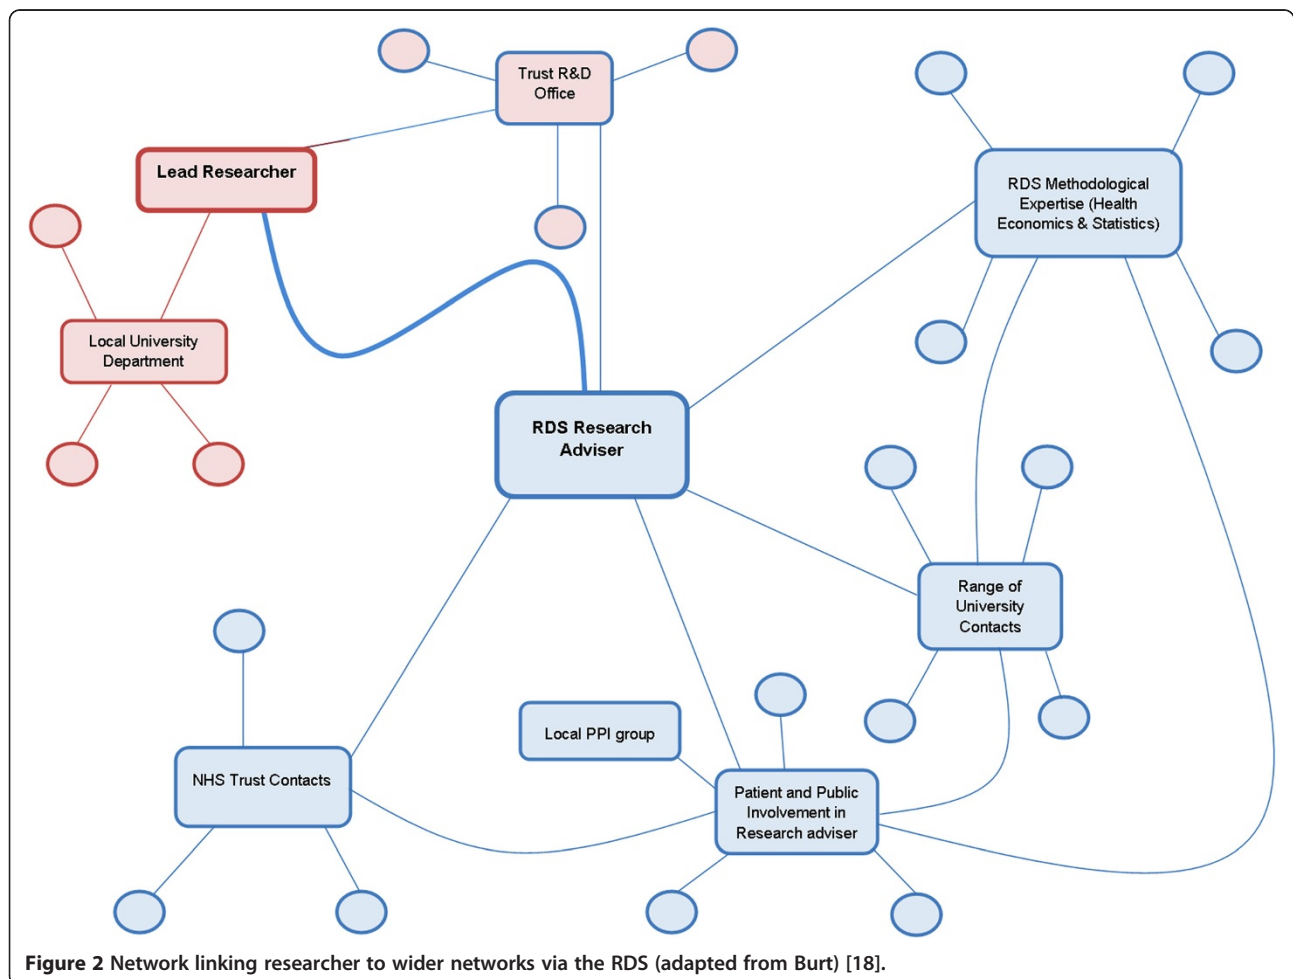 Trust R&D
Office
Lead Researcher
RDS Methodological
Expertise (Health
Economics & Statistics)
Local University
Department
RDS Research
Adviser
Range of
University
Contacts
Local PPI group
NHS Trust Contacts
Patient and Public
Involvement in
Research adviser
Figure 2 Network linking researcher to wider networks via the RDS (adapted from Burt) [18].